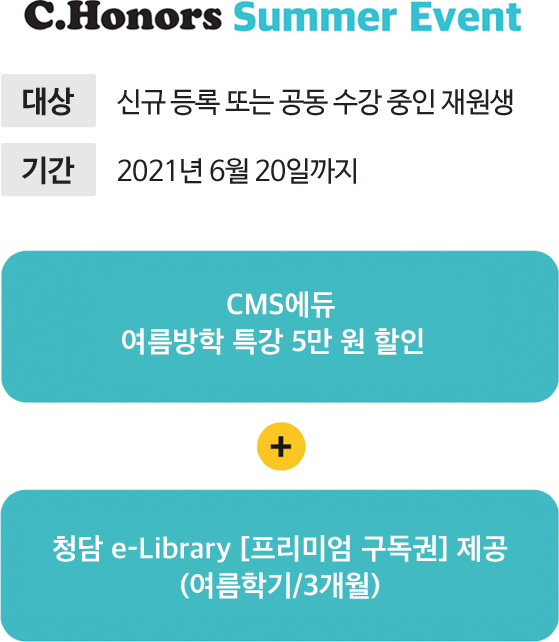 C.Honors Summer Event
대상 신규 등록 또는 공동 수강 중인 재원생
기간 2021년 6월 20일까지
CMS에듀
여름방학 특강 5만 원 할인
+
청담 e-Library [프리미엄 구독권] 제공
(여름학기/3개월)